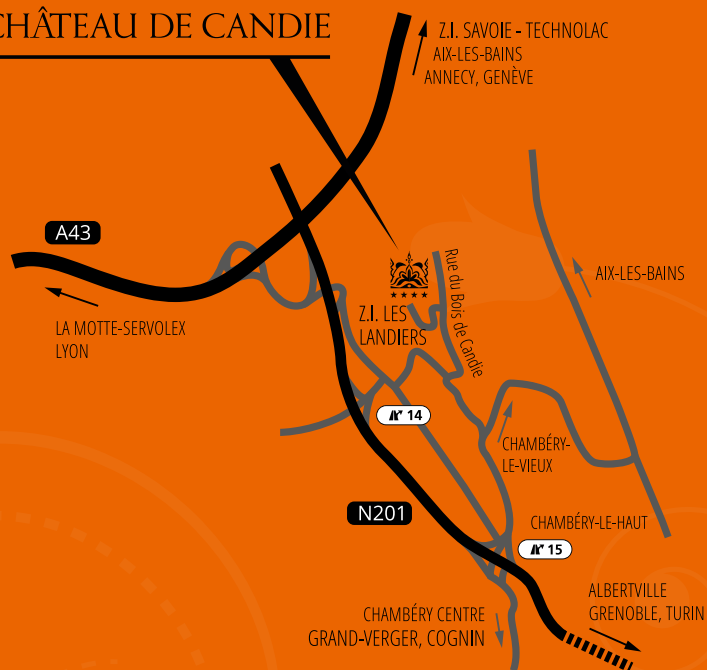 CHÂTEAU DE CANDIE
Z.I. SAVOIE - TECHNOLAC
AIX-LES-BAINS
ANNECY, GENÈVE
A43
LA MOTTE-SERVOLEX
LYON
Rue du Bois de Candie
AIX-LES-BAINS
Z.I. LES
LANDIERS
14
CHAMBÉRY-
LE-VIEUX
N201
CHAMBÉRY-LE-HAUT
15
ALBERTVILLE
GRENOBLE, TURIN
CHAMBÉRY CENTRE
GRAND-VERGER, COGNIN